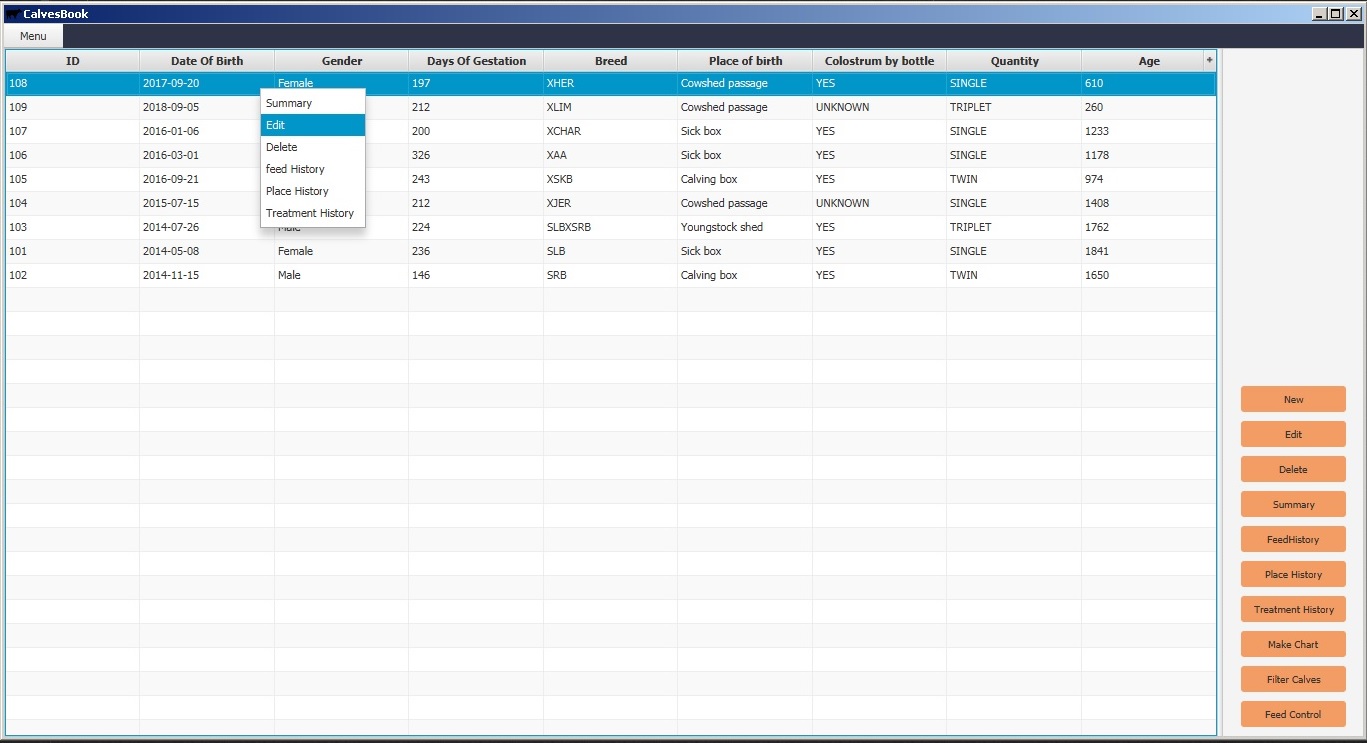 CalvesBook
Menu
ID Date Of Birth Gender Days Of Gestation Breed Place of birth Colostrum by bottle Quantity Age +
108 2017-09-20 Female 197 XHER Cowshed passage YES SINGLE 610
109 2018-09-05 212 XLIM Cowshed passage UNKNOWN TRIPLET 260
107 2016-01-06 200 XCHAR Sick box YES SINGLE 1233
106 2016-03-01 326 XAA Sick box YES SINGLE 1178
105 2016-09-21 243 XSKB Calving box YES TWIN 974
104 2015-07-15 212 XJER Cowshed passage UNKNOWN SINGLE 1408
103 2014-07-26 Male 224 SLBXSRB Youngstock shed YES TRIPLET 1762
101 2014-05-08 Female 236 SLB Sick box YES SINGLE 1841
102 2014-11-15 Male 146 SRB Calving box YES TWIN 1650
Summary
Edit
Delete
feed History
Place History
Treatment History
New
Edit
Delete
Summary
FeedHistory
Place History
Treatment History
Make Chart
Filter Calves
Feed Control